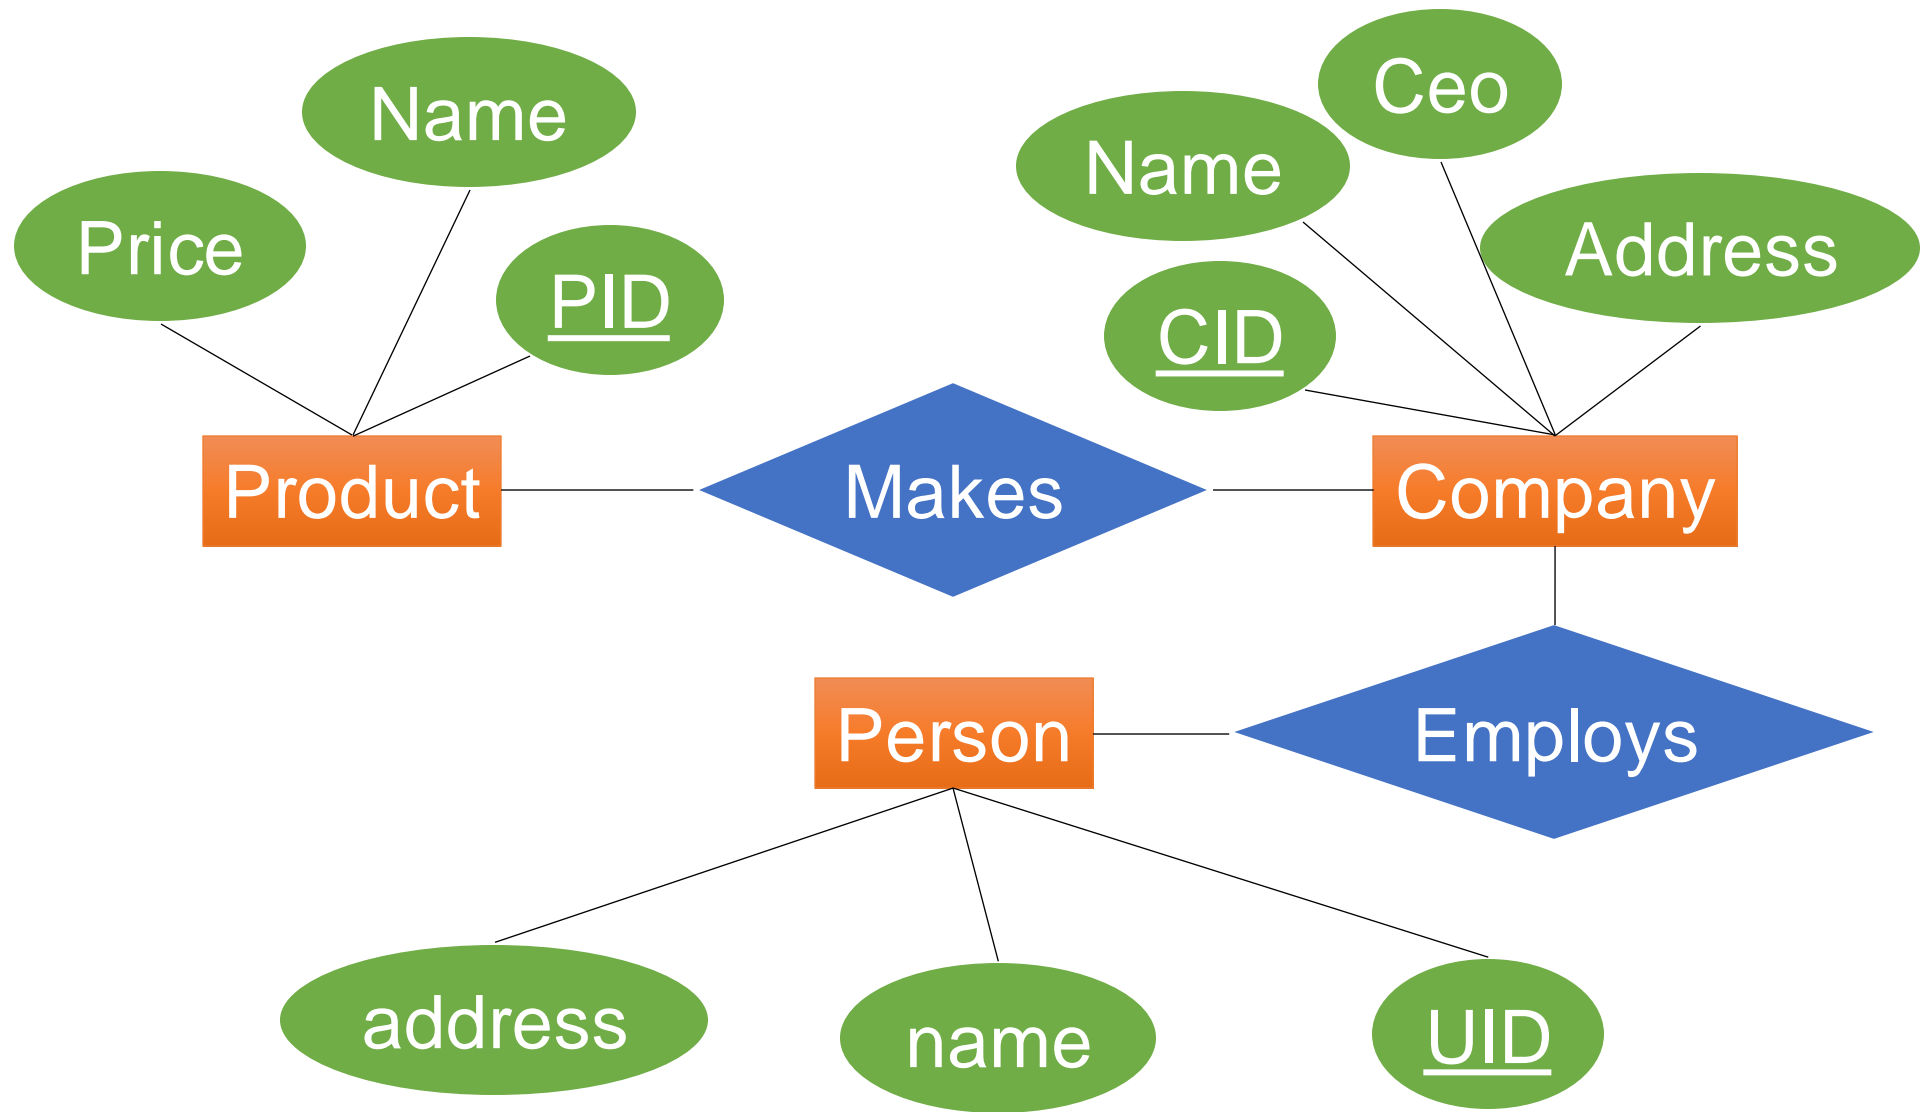 Ceo
Name
Name
Price
Address
PID
CID
Product
Makes
Company
Person
Employs
address
name
UID